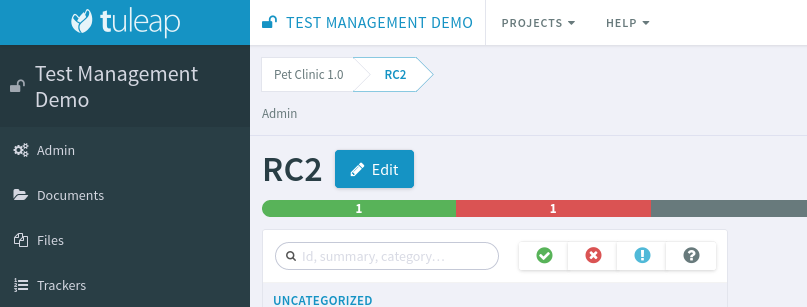 tuleap
TEST MANAGEMENT DEMO
PROJECTS
HELP
Test Management
Demo
Admin
Documents
Files
Trackers
Pet Clinic 1.0
RC2
Admin
RC2
Edit
1
1
Id, summary, category...
UNCATEGORIZED